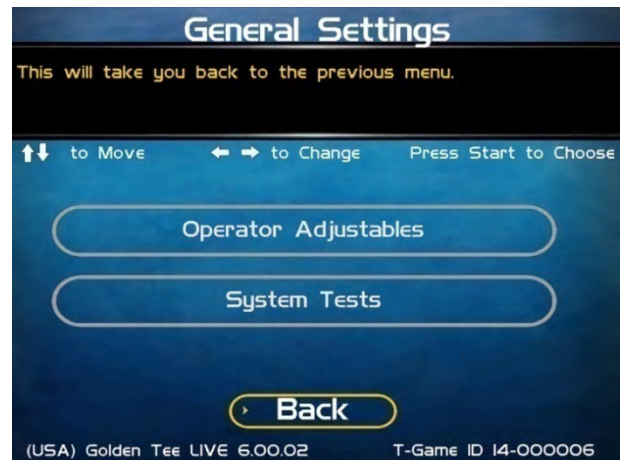 General Settings
This will take you back to the previous menu.
to Move to Change Press Start to Choose
Operator Adjustables
System Tests
Back
(USA) Golden Tee LIVE 6.00.02 T-Game ID 14-000006